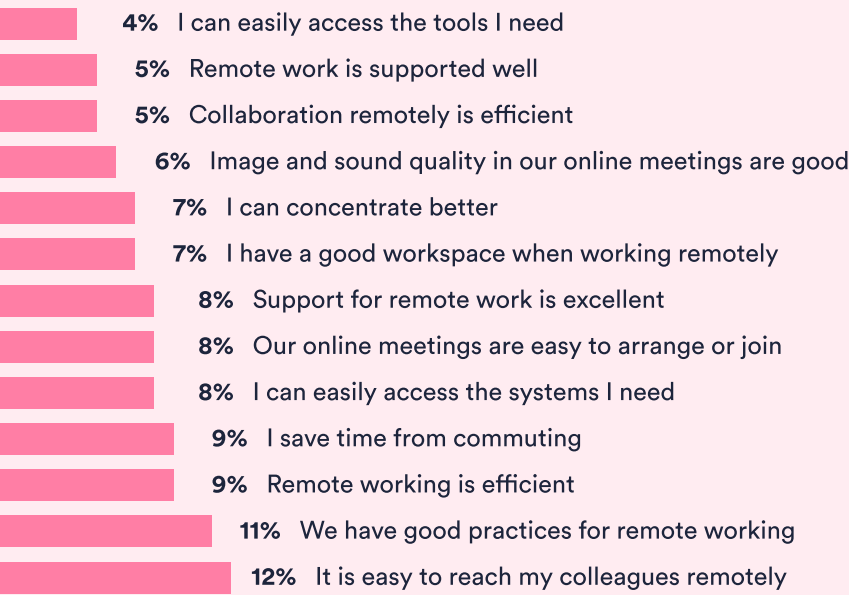 4% I can easily access the tools I need
5% Remote work is supported well
5% Collaboration remotely is efficient
6% Image and sound quality in our online meetings are good
7% I can concentrate better
7% I have a good workspace when working remotely
8% Support for remote work is excellent
8% Our online meetings are easy to arrange or join
8% I can easily access the systems I need
9% I save time from commuting
9% Remote working is efficient
11% We have good practices for remote working
12% It is easy to reach my colleagues remotely